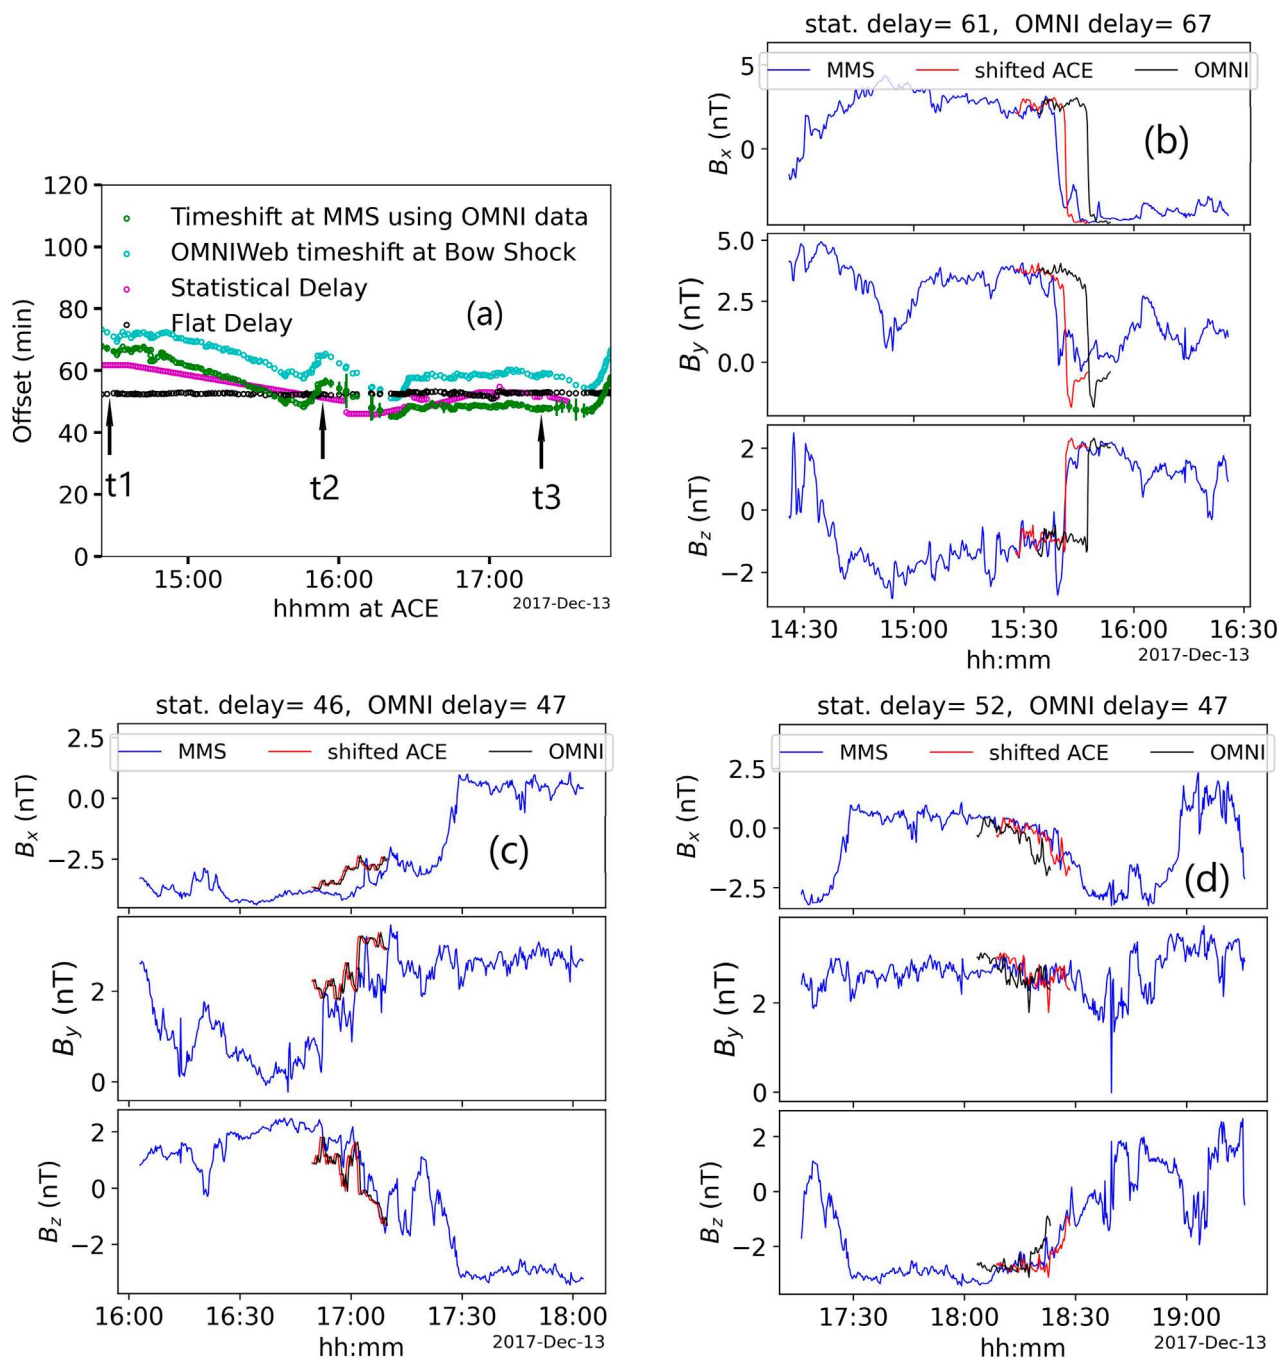 stat. delay= 61, OMNI delay= 67
5
MMS
shifted ACE
OMNI
0
Bx (nT)
(b)
120
100
80
60
40
20
0
Offset (min)
Timeshift at MMS using OMNI data
OMNIWeb timeshift at Bow Shock
Statistical Delay
Flat Delay
(a)
t1
t2
t3
15:00
16:00
17:00
hhmm at ACE
2017-Dec-13
5.0
2.5
0.0
By (nT)
2
0
−2
Bz (nT)
14:30
15:00
15:30
16:00
16:30
hh:mm
2017-Dec-13
stat. delay= 46, OMNI delay= 47
2.5
MMS
shifted ACE
OMNI
0.0
−2.5
Bx (nT)
(c)
2
0
By (nT)
2
0
−2
Bz (nT)
16:00
16:30
17:00
17:30
18:00
hh:mm
2017-Dec-13
stat. delay= 52, OMNI delay= 47
MMS
shifted ACE
OMNI
2.5
0.0
−2.5
Bx (nT)
(d)
2
0
By (nT)
2
0
−2
Bz (nT)
17:30
18:00
18:30
19:00
hh:mm
2017-Dec-13